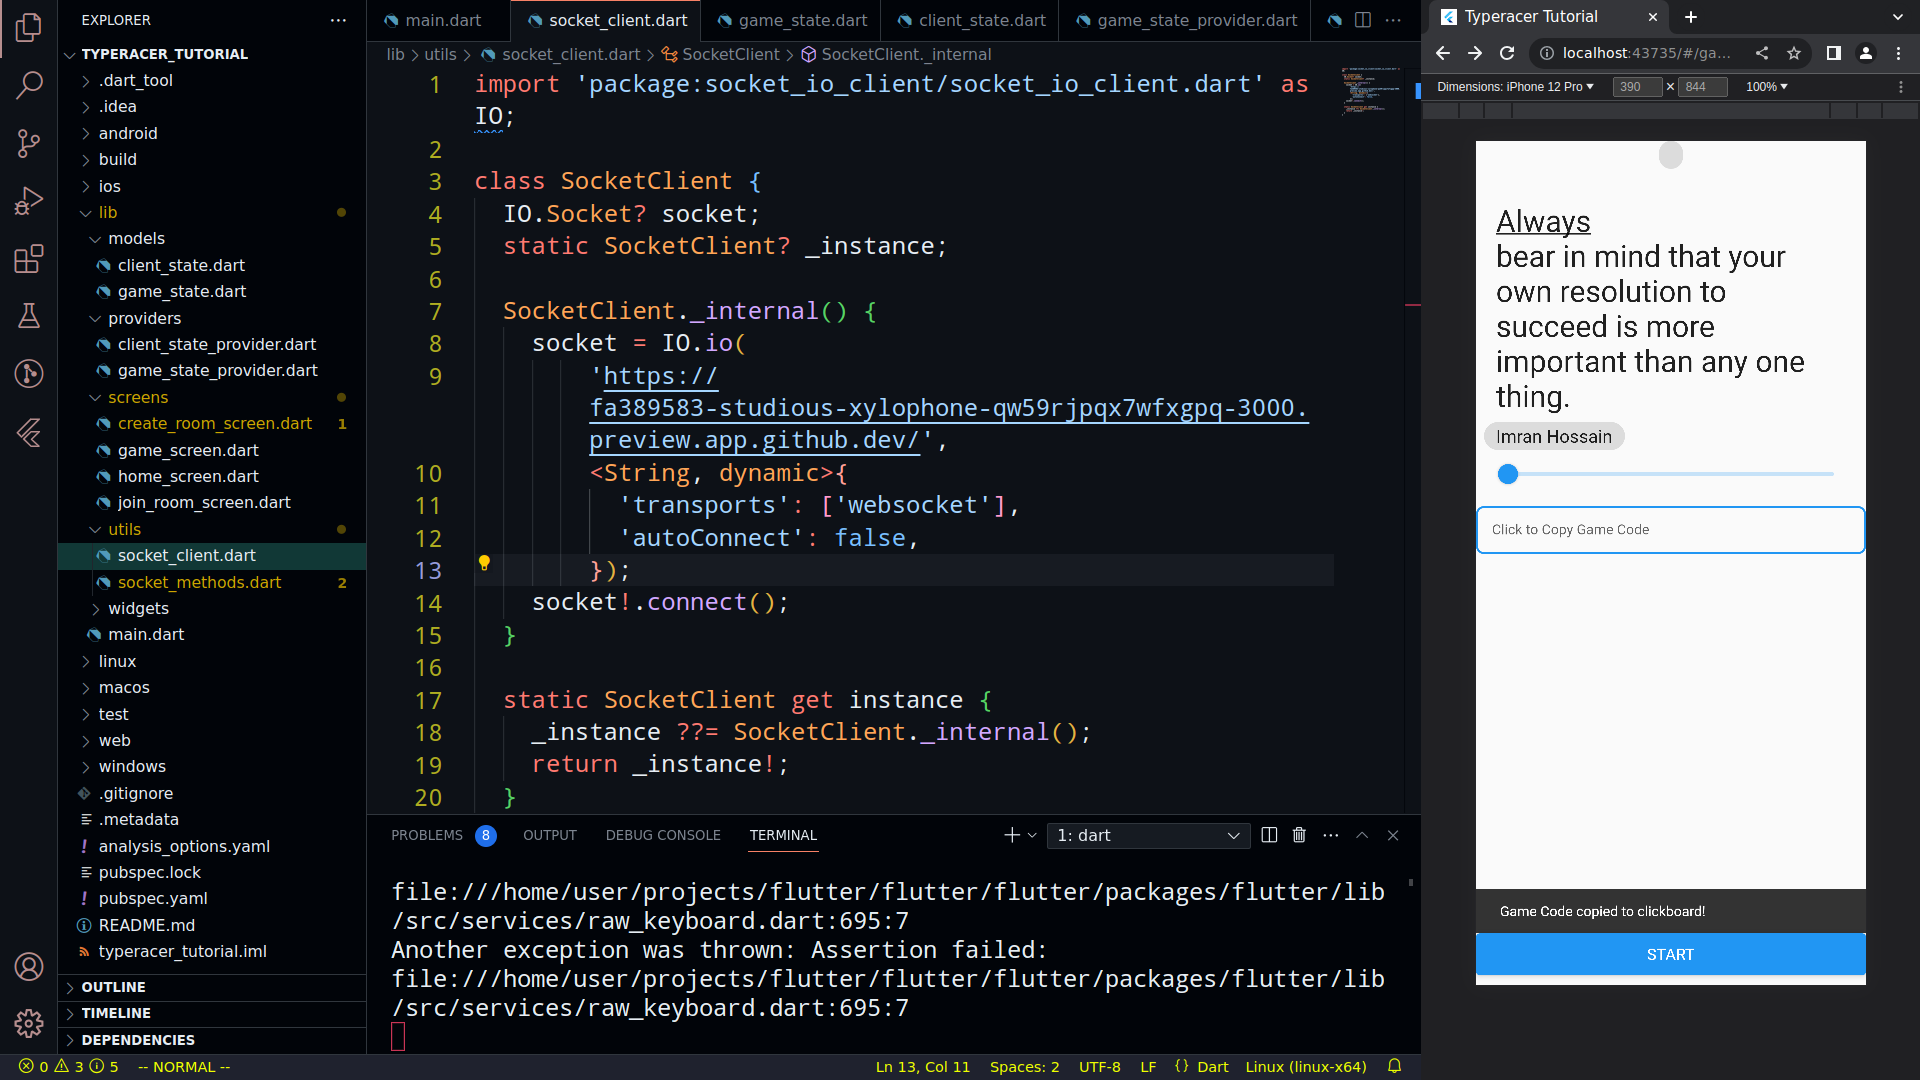 EXPLORER
TYPERACER_TUTORIAL
.dart_tool
.idea
android
build
ios
lib
models
client_state.dart
game_state.dart
providers
client_state_provider.dart
game_state_provider.dart
screens
create_room_screen.dart 1
game_screen.dart
home_screen.dart
join_room_screen.dart
utils
socket_client.dart
socket_methods.dart 2
widgets
main.dart
linux
macos
test
web
windows
.gitignore
.metadata
analysis_options.yaml
pubspec.lock
pubspec.yaml
README.md
typeracer_tutorial.iml
OUTLINE
TIMELINE
DEPENDENCIES
main.dart socket_client.dart game_state.dart client_state.dart game_state_provider.dart
lib > utils > socket_client.dart > SocketClient > SocketClient._internal
1 import 'package:socket_io_client/socket_io_client.dart' as
IO;
2
3 class SocketClient {
4 IO.Socket? socket;
5 static SocketClient? _instance;
6
7 SocketClient._internal() {
8 socket = IO.io(
9 'https://
fa389583-studious-xylophone-qw59rjpqx7wfxgpq-3000.
preview.app.github.dev/',
10 <String, dynamic>{
11 'transports': ['websocket'],
12 'autoConnect': false,
13 });
14 socket!.connect();
15 }
16
17 static SocketClient get instance {
18 _instance ??= SocketClient._internal();
19 return _instance!;
20 }
PROBLEMS 8 OUTPUT DEBUG CONSOLE TERMINAL 1: dart
file:///home/user/projects/flutter/flutter/flutter/packages/flutter/lib
/src/services/raw_keyboard.dart:695:7
Another exception was thrown: Assertion failed:
file:///home/user/projects/flutter/flutter/flutter/packages/flutter/lib
/src/services/raw_keyboard.dart:695:7
0 3 5 -- NORMAL -- Ln 13, Col 11 Spaces: 2 UTF-8 LF {} Dart Linux (linux-x64)
Typeracer Tutorial
localhost:43735/#/ga...
Dimensions: iPhone 12 Pro 390 × 844 100%
Always
bear in mind that your
own resolution to
succeed is more
important than any one
thing.
Imran Hossain
Click to Copy Game Code
Game Code copied to clickboard!
START